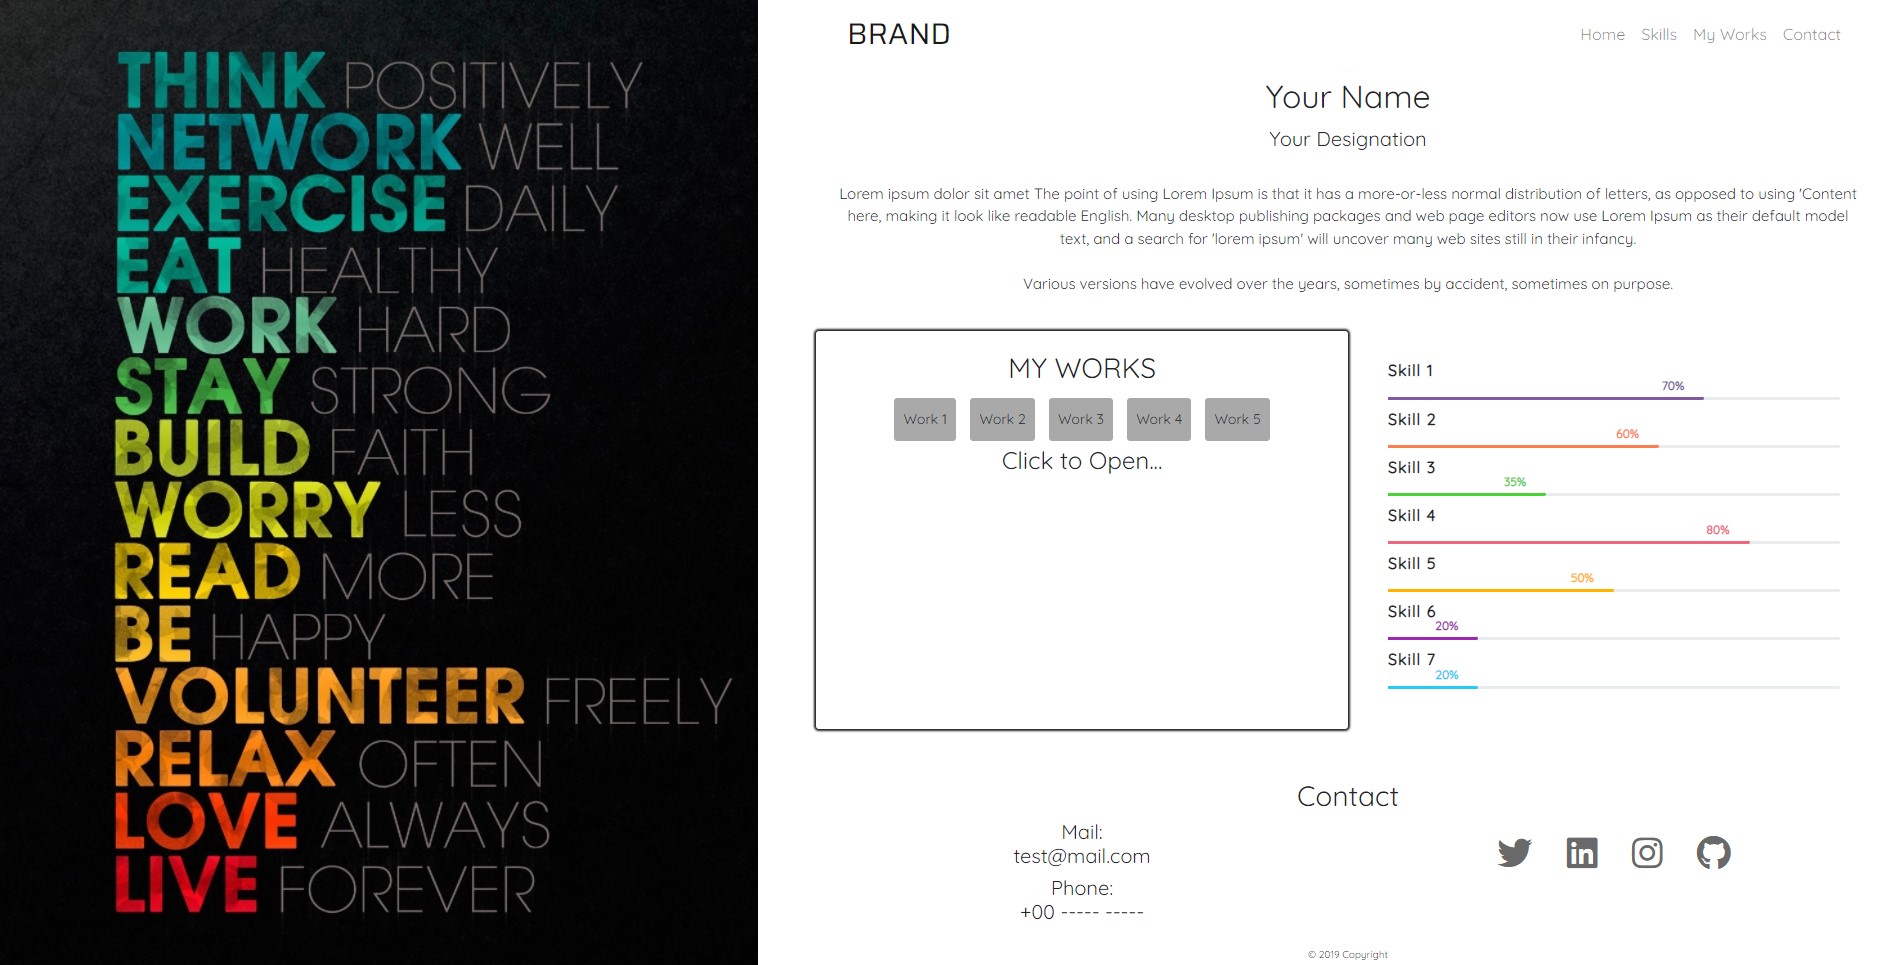 THINK POSITIVELY
NETWORK WELL
EXERCISE DAILY
EAT HEALTHY
WORK HARD
STAY STRONG
BUILD FAITH
WORRY LESS
READ MORE
BE HAPPY
VOLUNTEER FREELY
RELAX OFTEN
LOVE ALWAYS
LIVE FOREVER
BRAND
Home Skills My Works Contact
Your Name
Your Designation
Lorem ipsum dolor sit amet The point of using Lorem Ipsum is that it has a more-or-less normal distribution of letters, as opposed to using 'Content
here, making it look like readable English. Many desktop publishing packages and web page editors now use Lorem Ipsum as their default model
text, and a search for 'lorem ipsum' will uncover many web sites still in their infancy.
Various versions have evolved over the years, sometimes by accident, sometimes on purpose.
MY WORKS
Work 1 Work 2 Work 3 Work 4 Work 5
Click to Open...
Skill 1
70%
Skill 2
60%
Skill 3
35%
Skill 4
80%
Skill 5
50%
Skill 6
20%
Skill 7
20%
Contact
Mail:
test@mail.com
Phone:
+00 ----- -----
© 2019 Copyright